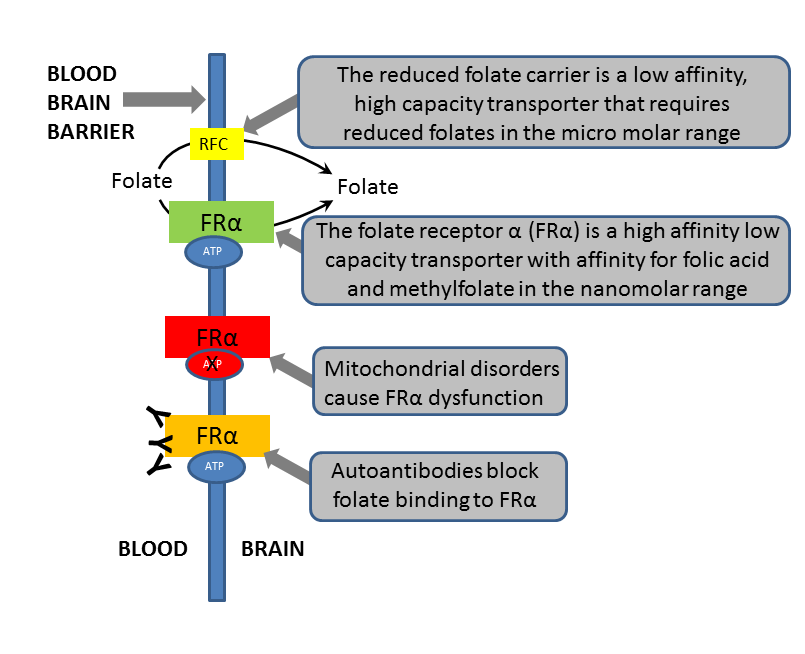 BLOOD
BRAIN
BARRIER
The reduced folate carrier is a low affinity,
high capacity transporter that requires
reduced folates in the micro molar range
RFC
Folate
Folate
FRα
ATP
The folate receptor α (FRα) is a high affinity low
capacity transporter with affinity for folic acid
and methylfolate in the nanomolar range
FRα
ATP
X
Mitochondrial disorders
cause FRα dysfunction
FRα
ATP
Autoantibodies block
folate binding to FRα
BLOOD
BRAIN